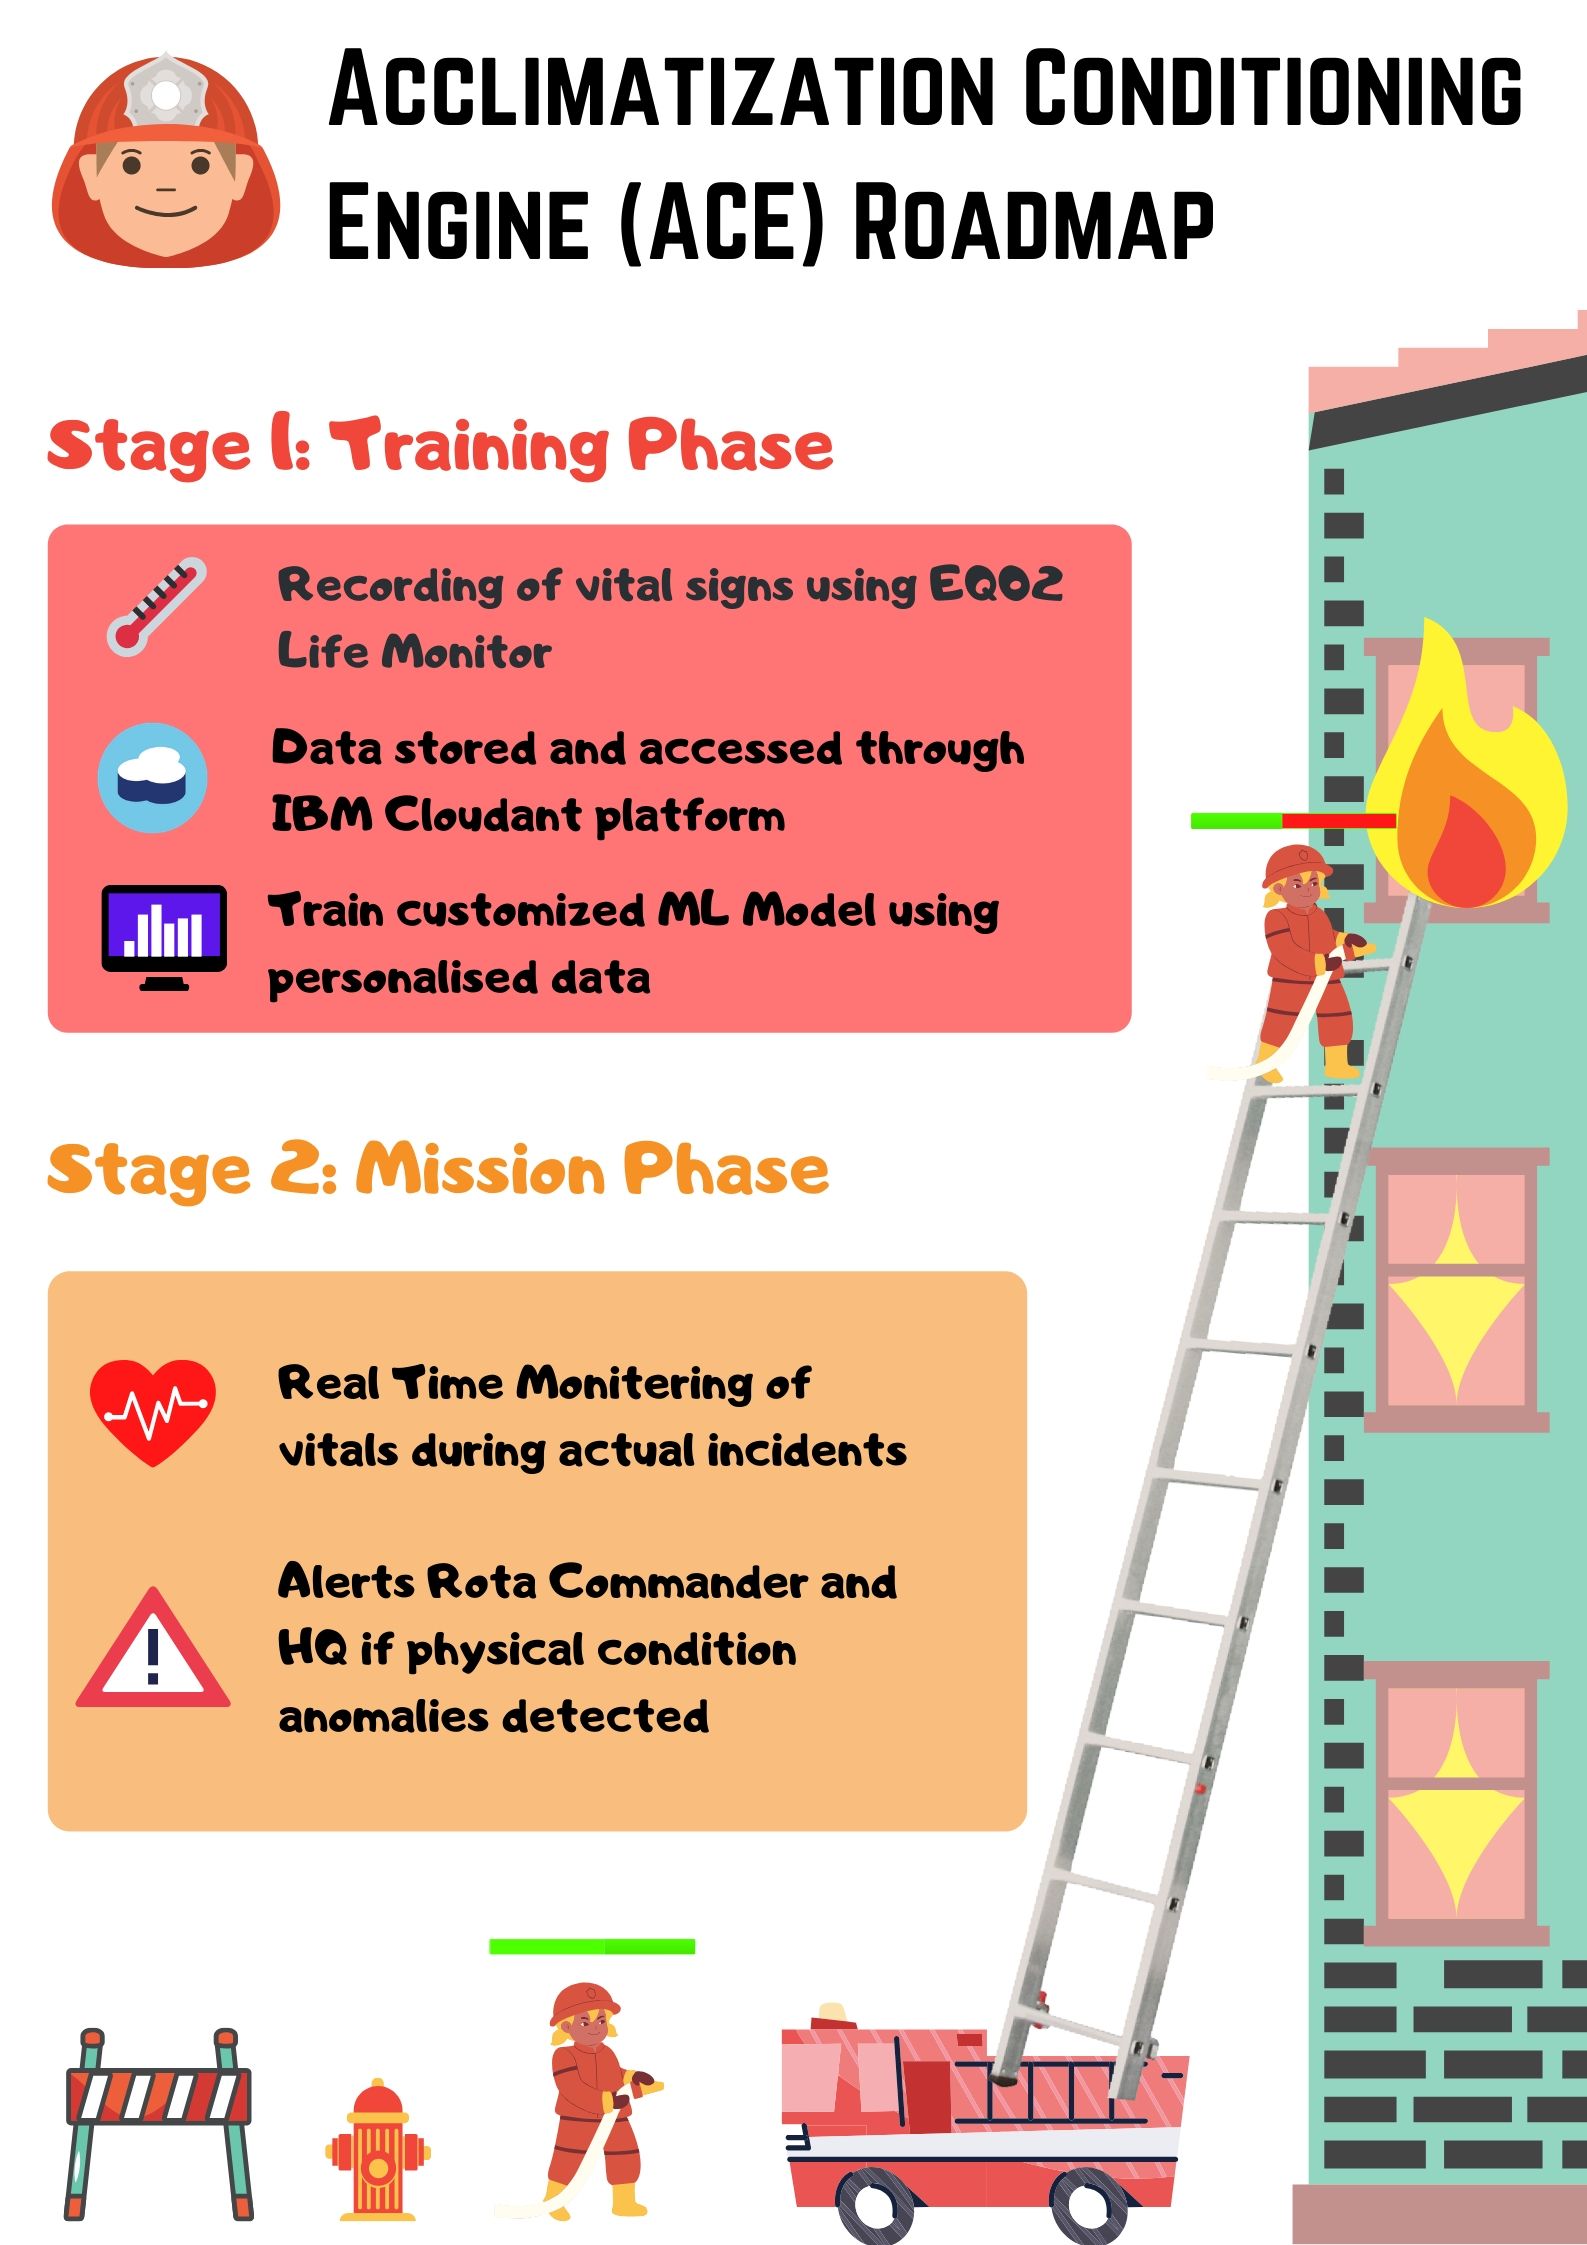 Acclimatization Conditioning
Engine (ACE) Roadmap
Stage 1: Training Phase
Recording of vital signs using EQ02
Life Monitor
Data stored and accessed through
IBM Cloudant platform
Train customized ML Model using
personalised data
Stage 2: Mission Phase
Real Time Monitering of
vitals during actual incidents
Alerts Rota Commander and
HQ if physical condition
anomalies detected